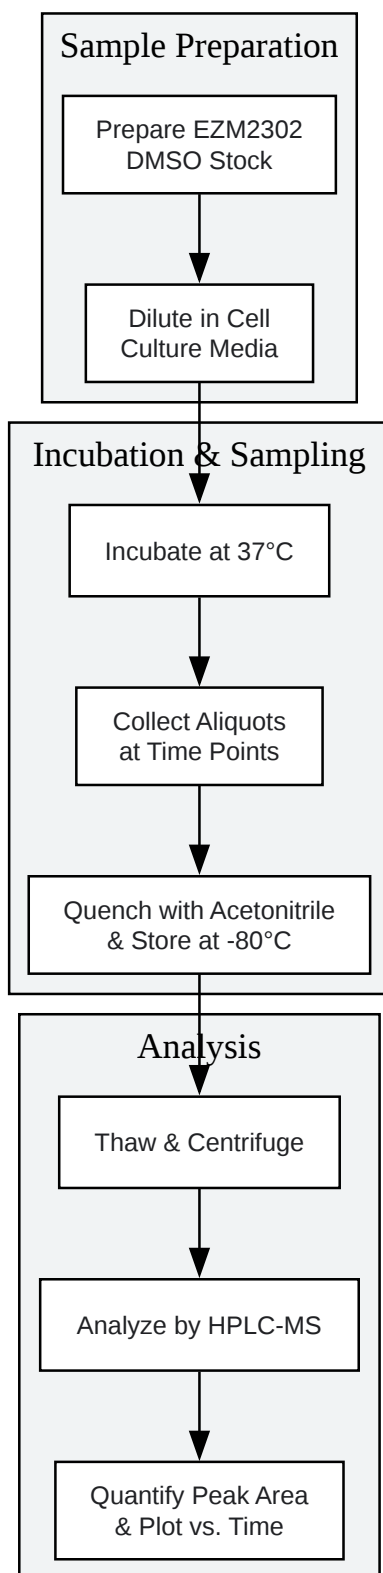 Sample Preparation
Prepare EZM2302
DMSO Stock
Dilute in Cell
Culture Media
Incubation & Sampling
Incubate at 37°C
Collect Aliquots
at Time Points
Quench with Acetonitrile
& Store at -80°C
Analysis
Thaw & Centrifuge
Analyze by HPLC-MS
Quantify Peak Area
& Plot vs. Time